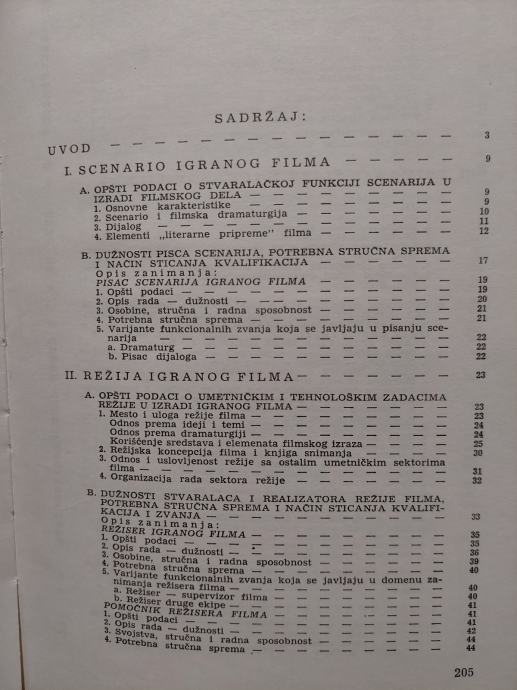 SADRŽAJ:
UVOD — — — — — — — — — — — — — — 3
I. SCENARIO IGRANOG FILMA — — — — — — 9
A. OPŠTI PODACI O STVARALAČKOJ FUNKCIJI SCENARIJA U
IZRADI FILMSKOG DELA — — — — — — — — 9
1. Osnovne karakteristike — — — — — — — — 9
2. Scenario i filmska dramaturgija — — — — — — 10
3. Dijalog — — — — — — — — — — — 11
4. Elementi „literarne pripreme" filma — — — — — 12
B. DUŽNOSTI PISCA SCENARIJA, POTREBNA STRUČNA SPREMA
I NAČIN STICANJA KVALIFIKACIJA — — — — — 17
Opis zanimanja:
PISAC SCENARIJA IGRANOG FILMA — — — — — 19
1. Opšti podaci — — — — — — — — — — 19
2. Opis rada — dužnosti — — — — — — — — 20
3. Osobine, stručna i radna sposobnost — — — — — 21
4. Potrebna stručna sprema — — — — — — — 21
5. Varijante funkcionalnih zvanja koja se javljaju u pisanju sce-
narija — — — — — — — — — — — 22
a. Dramaturg — — — — — — — — — — 22
b. Pisac dijaloga — — — — — — — — — 22
II. REŽIJA IGRANOG FILMA — — — — — — — 23
A. OPŠTI PODACI O UMETNIČKIM I TEHNOLOŠKIM ZADACIMA
REŽIJE U IZRADI IGRANOG FILMA — — — — — — 23
1. Mesto i uloga režije filma — — — — — — — 23
Odnos prema ideji i temi — — — — — — — 24
Odnos prema dramaturgiji — — — — — — — 24
Korišćenje sredstava i elemenata filmskog izraza — — — 25
2. Režijska koncepcija filma i knjiga snimanja — — — — 30
3. Odnos i uslovljenost režije sa ostalim umetničkim sektorima
filma — — — — — — — — — — — 31
4. Organizacija rada sektora režije — — — — — — 32
B. DUŽNOSTI STVARALACA I REALIZATORA REŽIJE FILMA,
POTREBNA STRUČNA SPREMA I NAČIN STICANJA KVALIFI-
KACIJA I ZVANJA — — — — — — — — — 33
Opis zanimanja:
REŽISER IGRANOG FILMA — — — — — — — 35
1. Opšti podaci — — — — — — — — — — 35
2. Opis rada — dužnosti — — — — — — — — 36
3. Osobine, stručna i radna sposobnost — — — — — 39
4. Potrebna stručna sprema — — — — — — — 40
5. Varijante funkcionalnih zvanja koja se javljaju u domenu za-
nimanja režisera filma — — — — — — — — 40
a. Režiser — supervizor filma — — — — — — 40
b. Režiser druge ekipe — — — — — — — — 41
POMOĆNIK REŽISERA FILMA — — — — — — — 41
1. Opšti podaci — — — — — — — — — — 41
2. Opis rada — dužnosti — — — — — — — — 42
3. Svojstva, stručna i radna sposobnost — — — — — 44
4. Potrebna stručna sprema — — — — — — — 44
205